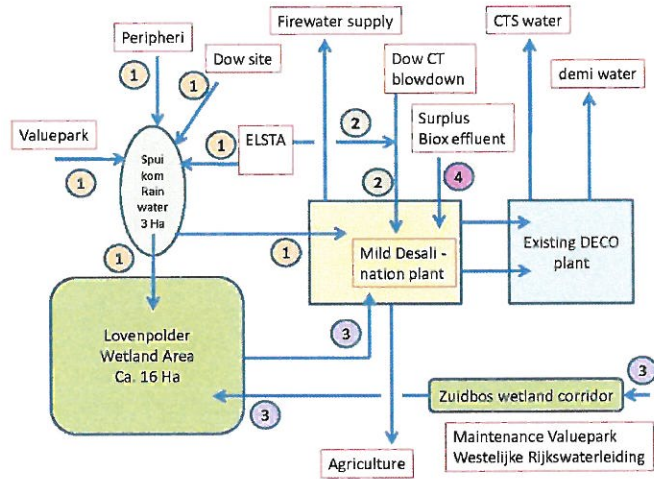 Firewater supply
CTS water
Peripheri
Dow site
Dow CT
blowdown
demi water
1
1
Valuepark
1
ELSTA
1
2
Surplus
Biox effluent
Spui
kom
Rain
water
3 Ha
2
4
1
1
Mild Desali -
nation plant
Existing DECO
plant
Lovenpolder
Wetland Area
Ca. 16 Ha
3
3
Zuidbos wetland corridor
3
Agriculture
Maintenance Valuepark
Westelijke Rijkswaterleiding